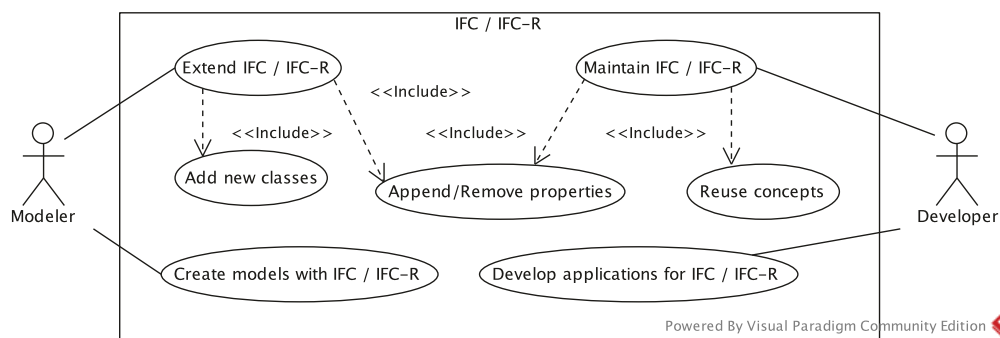 IFC / IFC-R
Extend IFC / IFC-R
Maintain IFC / IFC-R
<<Include>>
<<Include>>
<<Include>>
<<Include>>
Add new classes
Append/Remove properties
Reuse concepts
Modeler
Developer
Create models with IFC / IFC-R
Develop applications for IFC / IFC-R
Powered By Visual Paradigm Community Edition